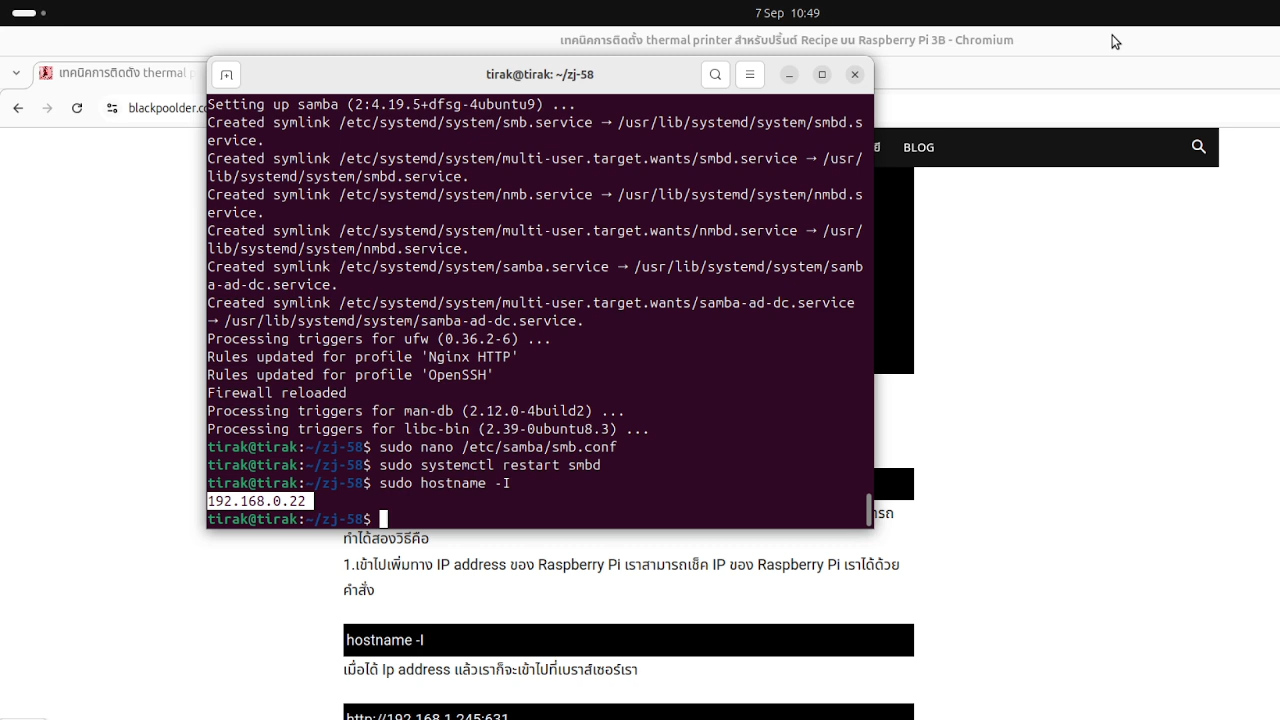 7 Sep 10:49
เทคนิคการติดตั้ง thermal printer สำหรับปริ้นต์ Recipe บน Raspberry Pi 3B - Chromium
เทคนิคการติดตั้ง thermal
tirak@tirak: ~/zj-58
blackpoolder.co
BLOG
Setting up samba (2:4.19.5+dfsg-4ubuntu9) ...
Created symlink /etc/systemd/system/smb.service → /usr/lib/systemd/system/smbd.s
ervice.
Created symlink /etc/systemd/system/multi-user.target.wants/smbd.service → /usr/
lib/systemd/system/smbd.service.
Created symlink /etc/systemd/system/nmb.service → /usr/lib/systemd/system/nmbd.s
ervice.
Created symlink /etc/systemd/system/multi-user.target.wants/nmbd.service → /usr/
lib/systemd/system/nmbd.service.
Created symlink /etc/systemd/system/samba.service → /usr/lib/systemd/system/samb
a-ad-dc.service.
Created symlink /etc/systemd/system/multi-user.target.wants/samba-ad-dc.service
→ /usr/lib/systemd/system/samba-ad-dc.service.
Processing triggers for ufw (0.36.2-6) ...
Rules updated for profile 'Nginx HTTP'
Rules updated for profile 'OpenSSH'
Firewall reloaded
Processing triggers for man-db (2.12.0-4build2) ...
Processing triggers for libc-bin (2.39-0ubuntu8.3) ...
tirak@tirak:~/zj-58$ sudo nano /etc/samba/smb.conf
tirak@tirak:~/zj-58$ sudo systemctl restart smbd
tirak@tirak:~/zj-58$ sudo hostname -I
192.168.0.22
tirak@tirak:~/zj-58$
ทำได้สองวิธีคือ
1.เข้าไปเพิ่มทาง IP address ของ Raspberry Pi เราสามารถเช็ค IP ของ Raspberry Pi เราได้ด้วย
คำสั่ง
hostname -I
เมื่อได้ Ip address แล้วเราก็จะเข้าไปที่เบราส์เซอร์เรา
http://192.168.1.245:631